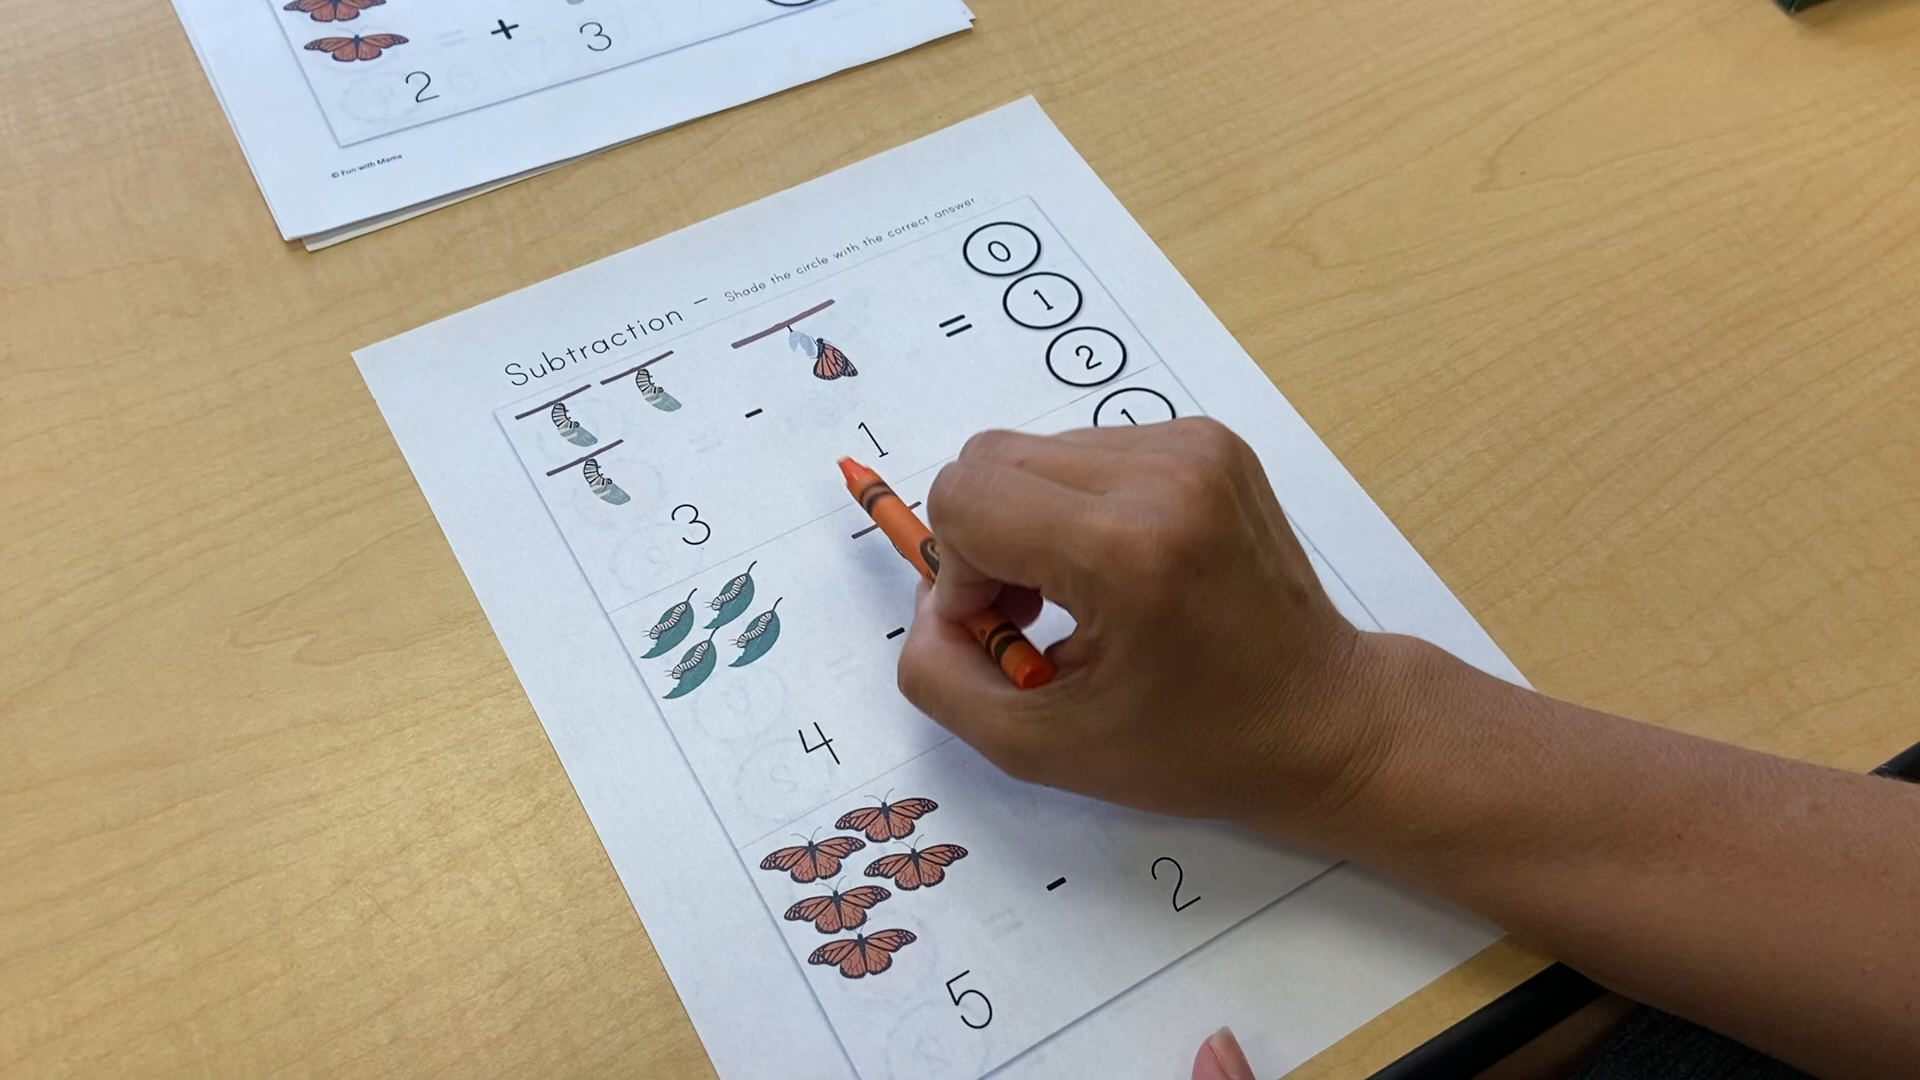 2 = + 3
© Fun with Mama
Subtraction - Shade the circle with the correct answer
3 - 1 =
0
1
2
4 -
1
5 - 2